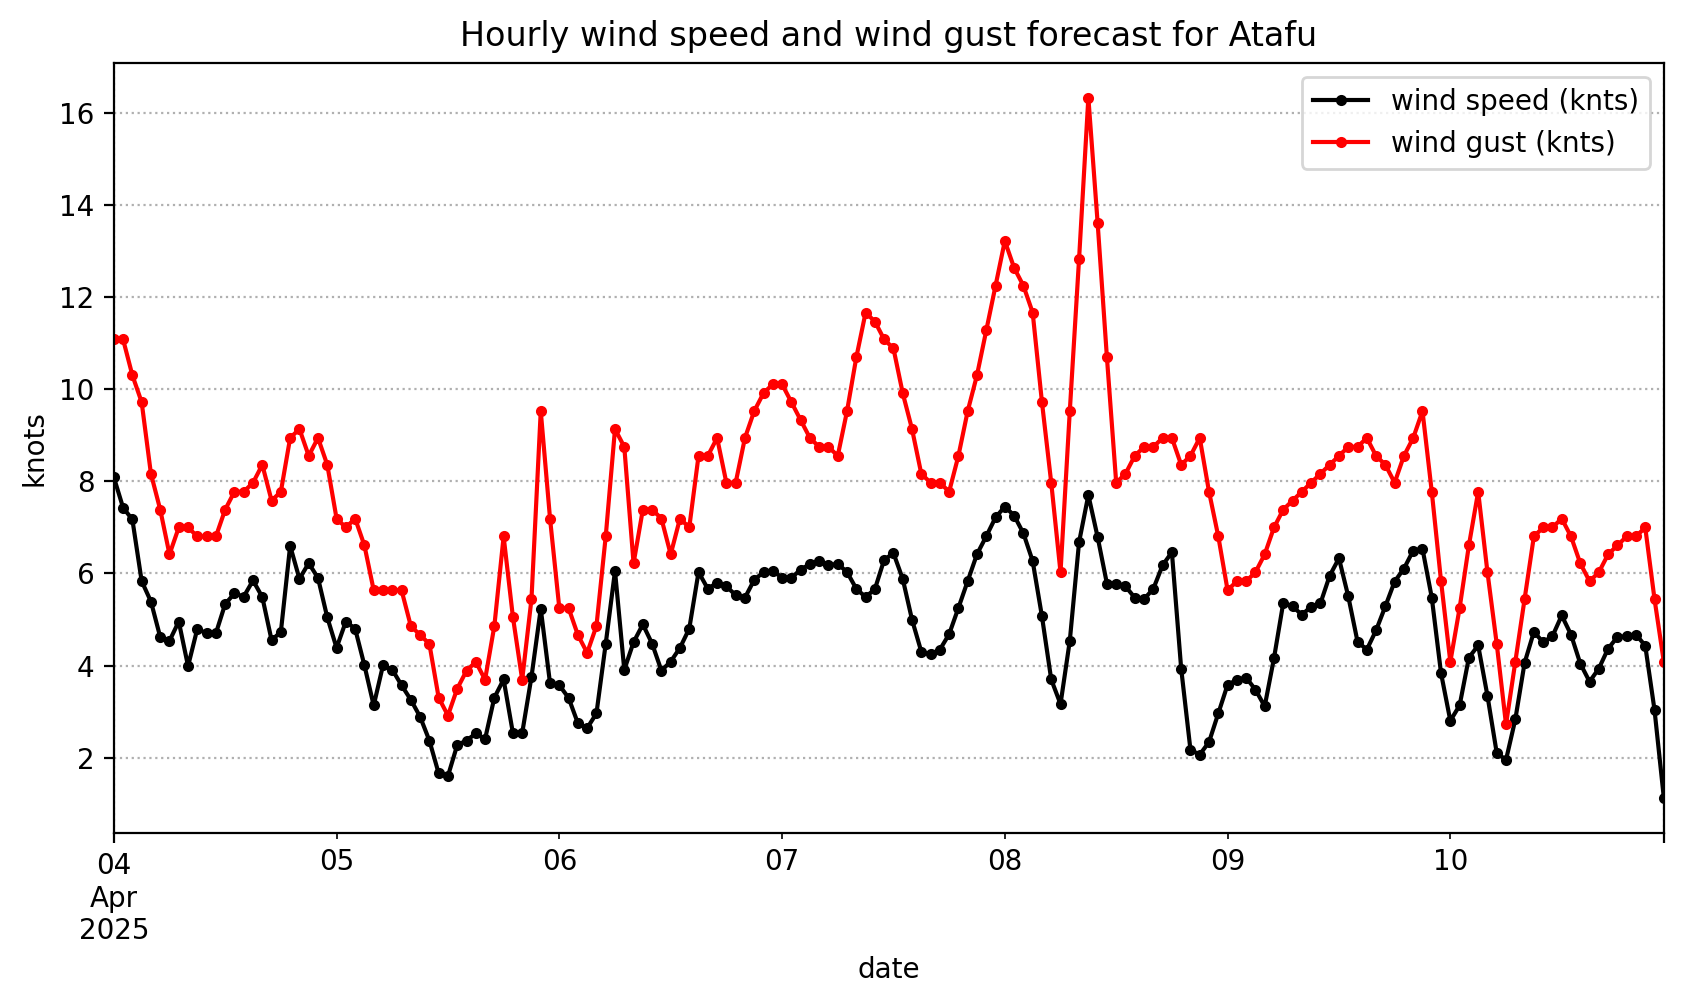 Hourly wind speed and wind gust forecast for Atafu
wind speed (knts)
wind gust (knts)
16
14
12
10
8
6
4
2
knots
04
05
06
07
08
09
10
Apr
2025
date